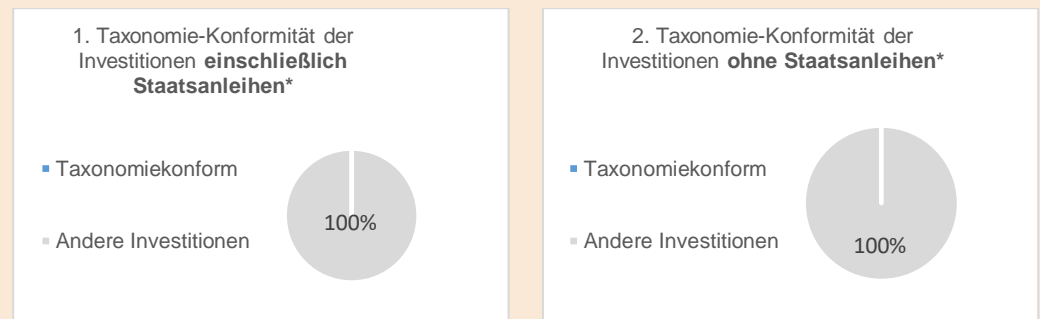 1. Taxonomie-Konformität der
Investitionen einschließlich
Staatsanleihen*
Taxonomiekonform
Andere Investitionen
100%
2. Taxonomie-Konformität der
Investitionen ohne Staatsanleihen*
Taxonomiekonform
Andere Investitionen
100%